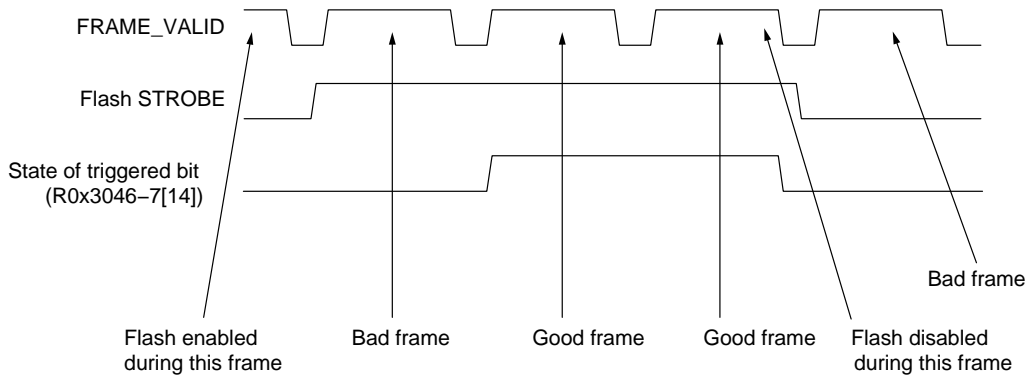 FRAME_VALID
Flash STROBE
State of triggered bit
(R0x3046−7[14])
Bad frame
Flash enabled
during this frame
Bad frame
Good frame
Good frame
Flash disabled
during this frame